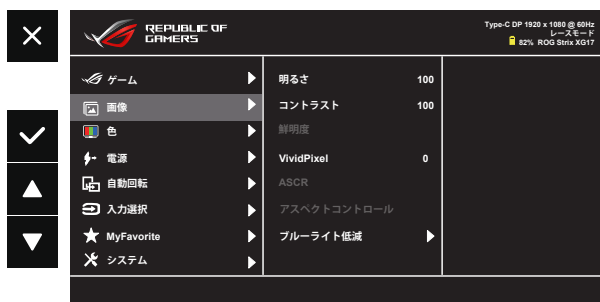 REPUBLIC OF
GAMERS
Type-C DP 1920 x 1080 @ 60Hz
レースモード
82% ROG Strix XG17
ゲーム
画像
色
電源
自動回転
入力選択
MyFavorite
システム
明るさ 100
コントラスト 100
鮮明度
VividPixel 0
ASCR
アスペクトコントロール
ブルーライト低減